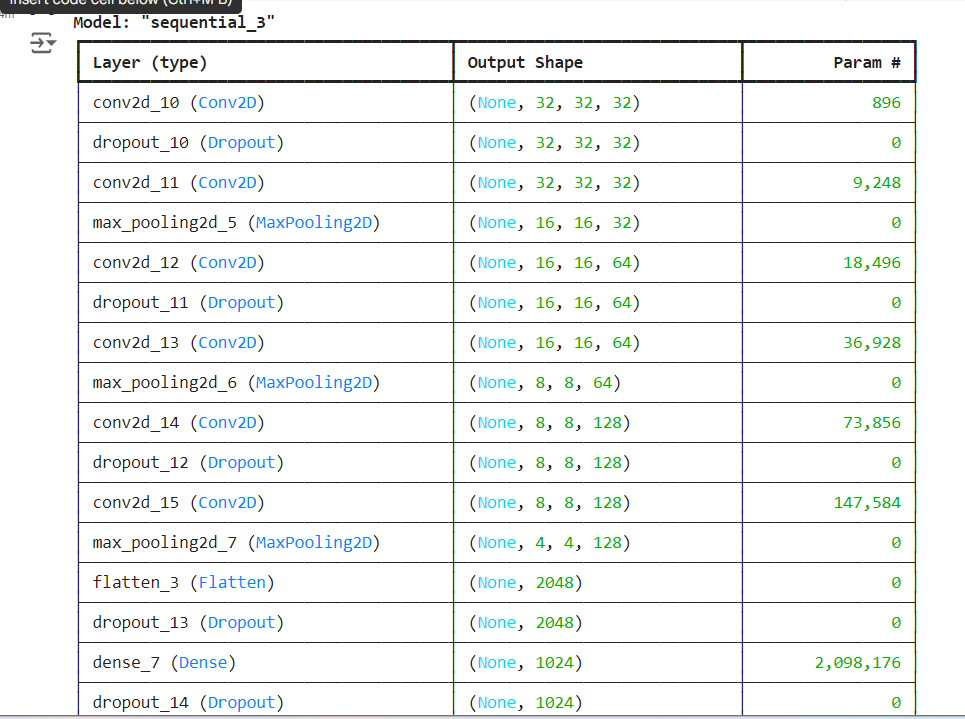 Insert code cell below (Ctrl+M B)
Model: "sequential_3"
Layer (type) Output Shape Param #
conv2d_10 (Conv2D) (None, 32, 32, 32) 896
dropout_10 (Dropout) (None, 32, 32, 32) 0
conv2d_11 (Conv2D) (None, 32, 32, 32) 9,248
max_pooling2d_5 (MaxPooling2D) (None, 16, 16, 32) 0
conv2d_12 (Conv2D) (None, 16, 16, 64) 18,496
dropout_11 (Dropout) (None, 16, 16, 64) 0
conv2d_13 (Conv2D) (None, 16, 16, 64) 36,928
max_pooling2d_6 (MaxPooling2D) (None, 8, 8, 64) 0
conv2d_14 (Conv2D) (None, 8, 8, 128) 73,856
dropout_12 (Dropout) (None, 8, 8, 128) 0
conv2d_15 (Conv2D) (None, 8, 8, 128) 147,584
max_pooling2d_7 (MaxPooling2D) (None, 4, 4, 128) 0
flatten_3 (Flatten) (None, 2048) 0
dropout_13 (Dropout) (None, 2048) 0
dense_7 (Dense) (None, 1024) 2,098,176
dropout_14 (Dropout) (None, 1024) 0